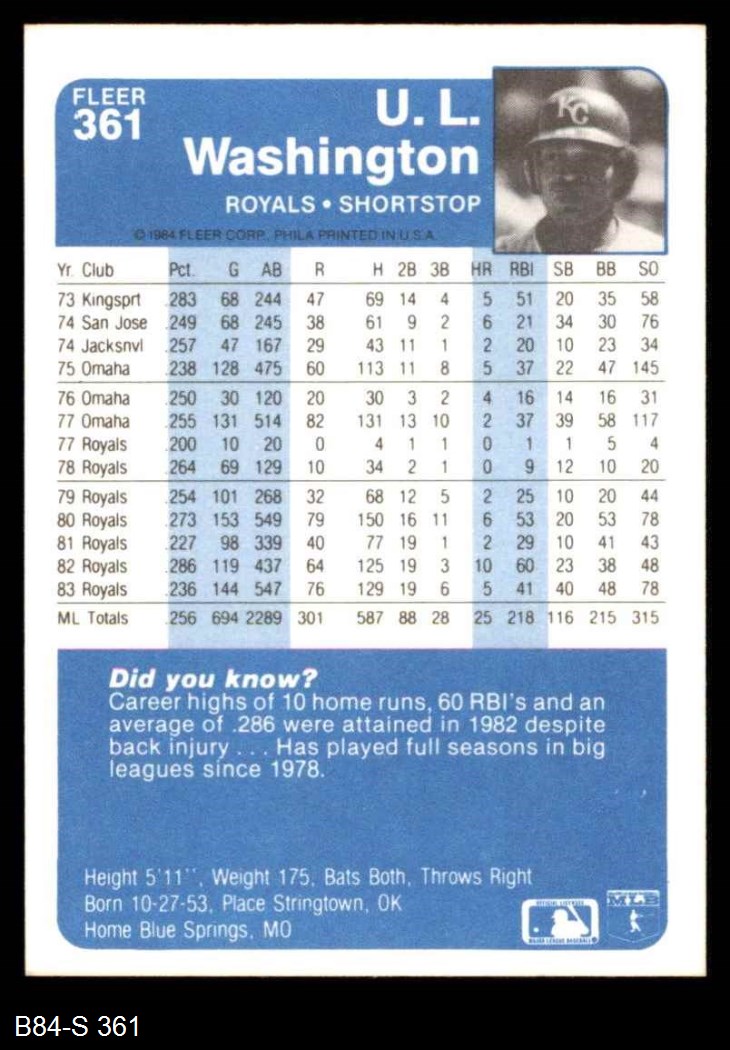 FLEER
361
U. L.
Washington
ROYALS • SHORTSTOP
© 1984 FLEER CORP. PHILA PRINTED IN U.S.A.
KC
Yr. Club Pct. G AB R H 2B 3B HR RBI SB BB SO
73 Kingsprt .283 68 244 47 69 14 4 5 51 20 35 58
74 San Jose .249 68 245 38 61 9 2 6 21 34 30 76
74 Jacksnvl .257 47 167 29 43 11 1 2 20 10 23 34
75 Omaha .238 128 475 60 113 11 8 5 37 22 47 145
76 Omaha .250 30 120 20 30 3 2 4 16 14 16 31
77 Omaha .255 131 514 82 131 13 10 2 37 39 58 117
77 Royals .200 10 20 0 4 1 1 0 1 1 5 4
78 Royals .264 69 129 10 34 2 1 0 9 12 10 20
79 Royals .254 101 268 32 68 12 5 2 25 10 20 44
80 Royals .273 153 549 79 150 16 11 6 53 20 53 78
81 Royals .227 98 339 40 77 19 1 2 29 10 41 43
82 Royals .286 119 437 64 125 19 3 10 60 23 38 48
83 Royals .236 144 547 76 129 19 6 5 41 40 48 78
ML Totals .256 694 2289 301 587 88 28 25 218 116 215 315
Did you know?
Career highs of 10 home runs, 60 RBI's and an
average of .286 were attained in 1982 despite
back injury . . . Has played full seasons in big
leagues since 1978.
Height 5'11'', Weight 175, Bats Both, Throws Right
Born 10-27-53, Place Stringtown, OK
Home Blue Springs, MO
OFFICIAL LICENSEE
MAJOR LEAGUE BASEBALL
B84-S 361